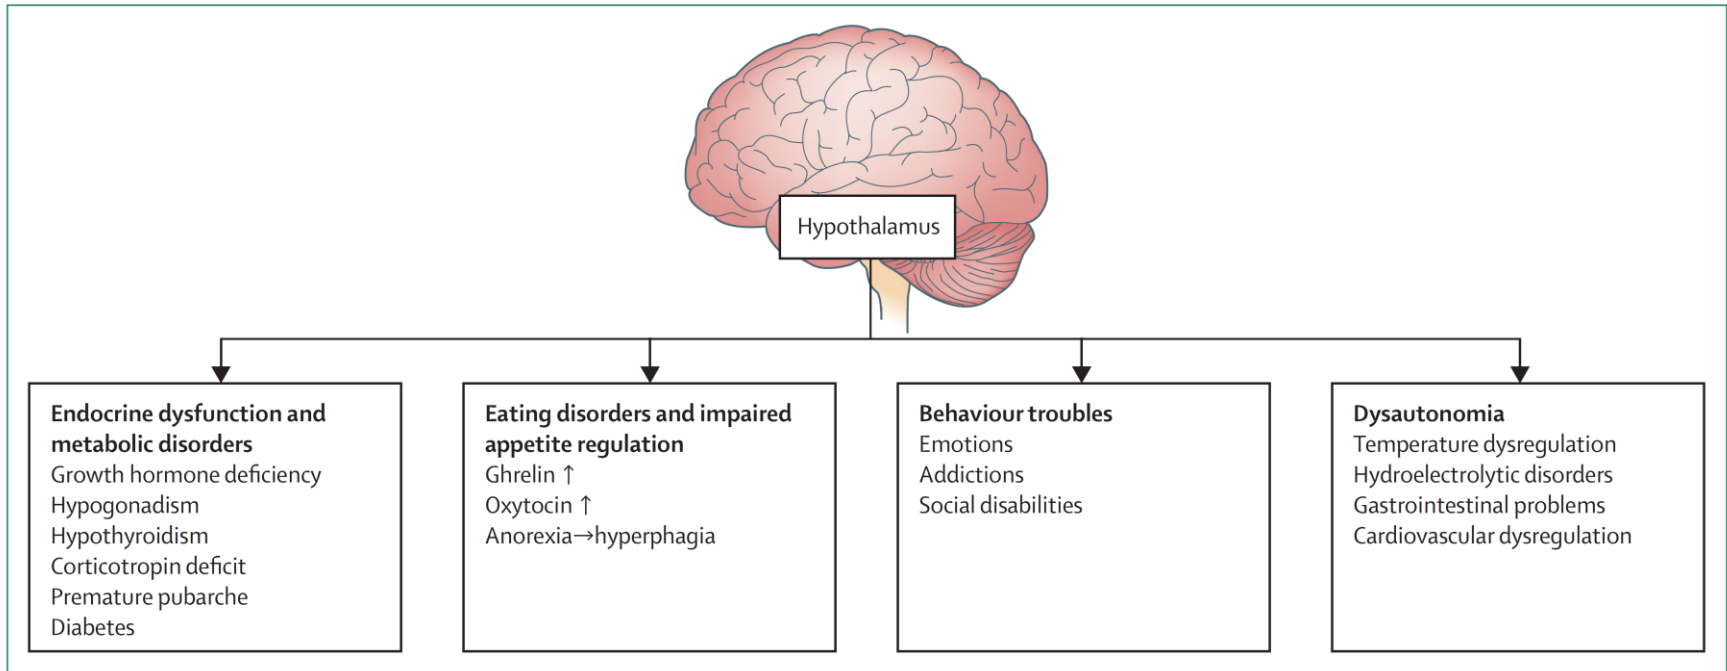 Hypothalamus
Endocrine dysfunction and
metabolic disorders
Growth hormone deficiency
Hypogonadism
Hypothyroidism
Corticotropin deficit
Premature pubarche
Diabetes
Eating disorders and impaired
appetite regulation
Ghrelin ↑
Oxytocin ↑
Anorexia→hyperphagia
Behaviour troubles
Emotions
Addictions
Social disabilities
Dysautonomia
Temperature dysregulation
Hydroelectrolytic disorders
Gastrointestinal problems
Cardiovascular dysregulation